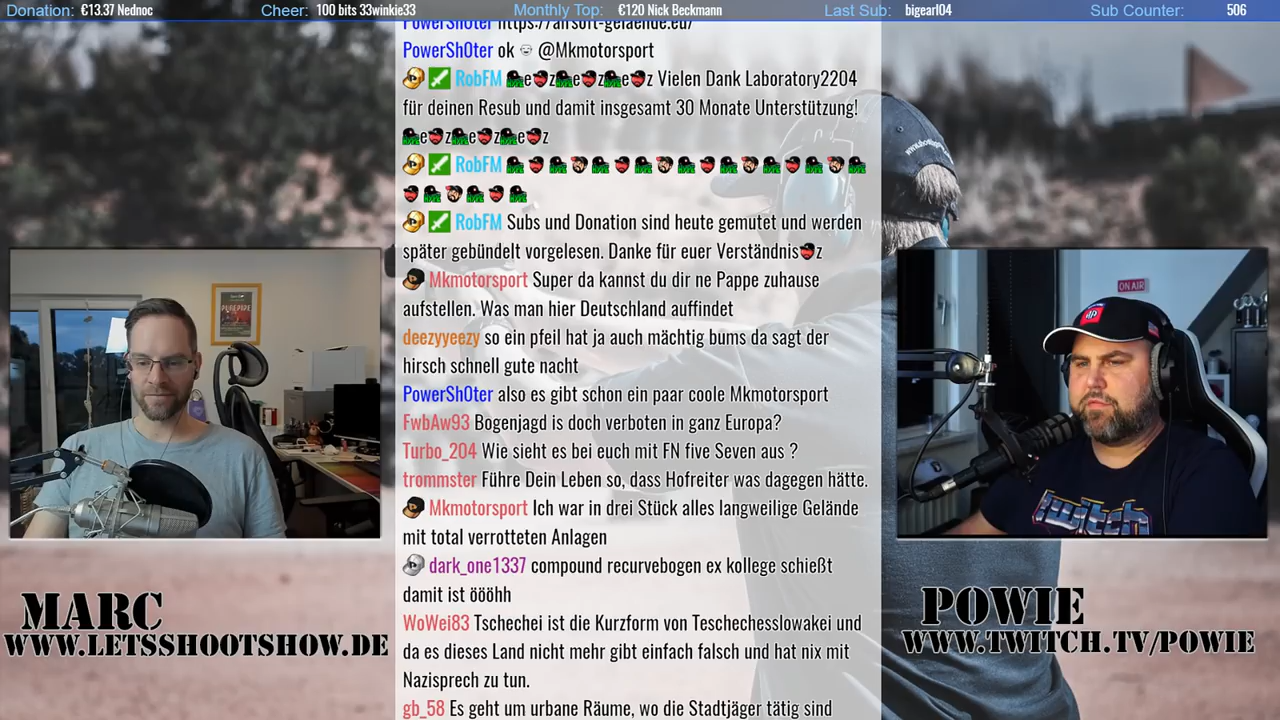 Donation: €13.37 Nednoc Cheer: 100 bits 33winkie33 Monthly Top: €120 Nick Beckmann Last Sub: bigearl04 Sub Counter: 506
PowerSh0ter https://airsoft-gelaende.eu/
PowerSh0ter ok @Mkmotorsport
RobFM e z e z e z Vielen Dank Laboratory2204
für deinen Resub und damit insgesamt 30 Monate Unterstützung!
e z e z e z
RobFM
RobFM Subs und Donation sind heute gemutet und werden
später gebündelt vorgelesen. Danke für euer Verständnis z
Mkmotorsport Super da kannst du dir ne Pappe zuhause
aufstellen. Was man hier Deutschland auffindet
deezyyeezy so ein pfeil hat ja auch mächtig bums da sagt der
hirsch schnell gute nacht
PowerSh0ter also es gibt schon ein paar coole Mkmotorsport
FwbAw93 Bogenjagd is doch verboten in ganz Europa?
Turbo_204 Wie sieht es bei euch mit FN five Seven aus ?
trommster Führe Dein Leben so, dass Hofreiter was dagegen hätte.
Mkmotorsport Ich war in drei Stück alles langweilige Gelände
mit total verrotteten Anlagen
dark_one1337 compound recurvebogen ex kollege schießt
damit ist öööhh
WoWei83 Tschechei ist die Kurzform von Teschechesslowakei und
da es dieses Land nicht mehr gibt einfach falsch und hat nix mit
Nazisprech zu tun.
gb_58 Es geht um urbane Räume, wo die Stadtjäger tätig sind
ON AIR
twitch
MARC
WWW.LETSSHOOTSHOW.DE
POWIE
WWW.TWITCH.TV/POWIE